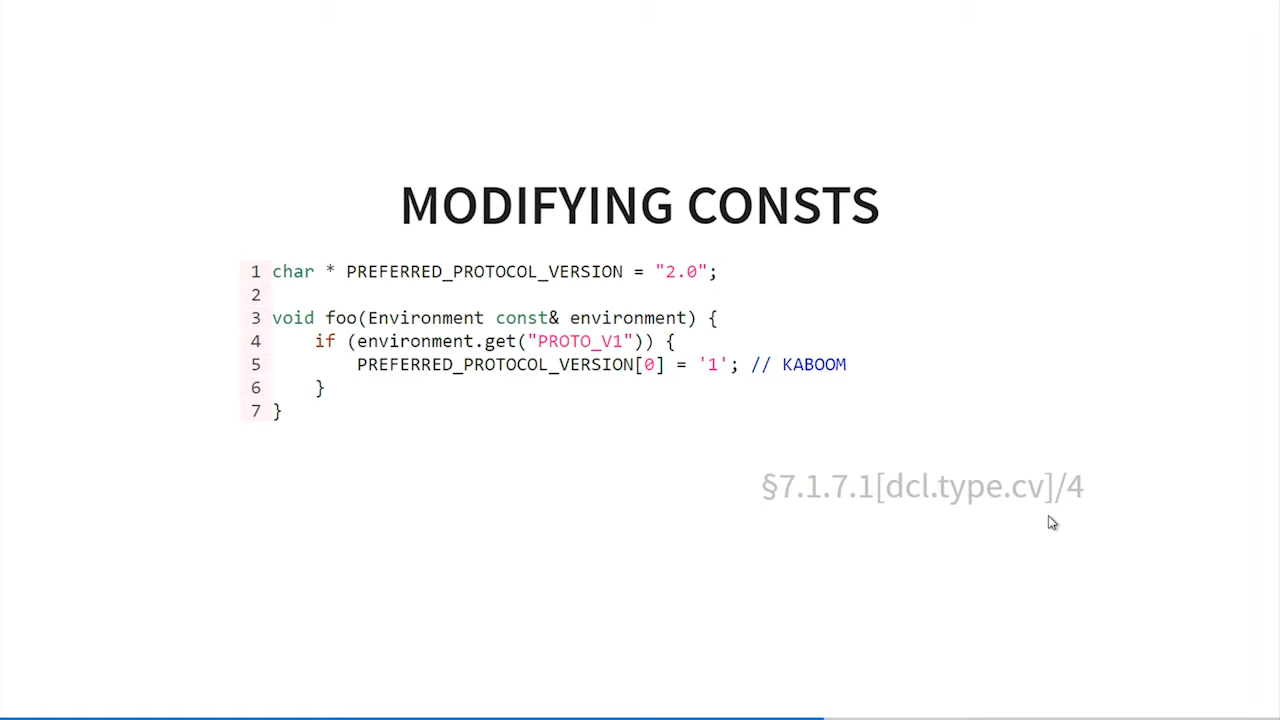 MODIFYING CONSTS
1 char * PREFERRED_PROTOCOL_VERSION = "2.0";
2
3 void foo(Environment const& environment) {
4     if (environment.get("PROTO_V1")) {
5         PREFERRED_PROTOCOL_VERSION[0] = '1'; // KABOOM
6     }
7 }
§7.1.7.1[dcl.type.cv]/4